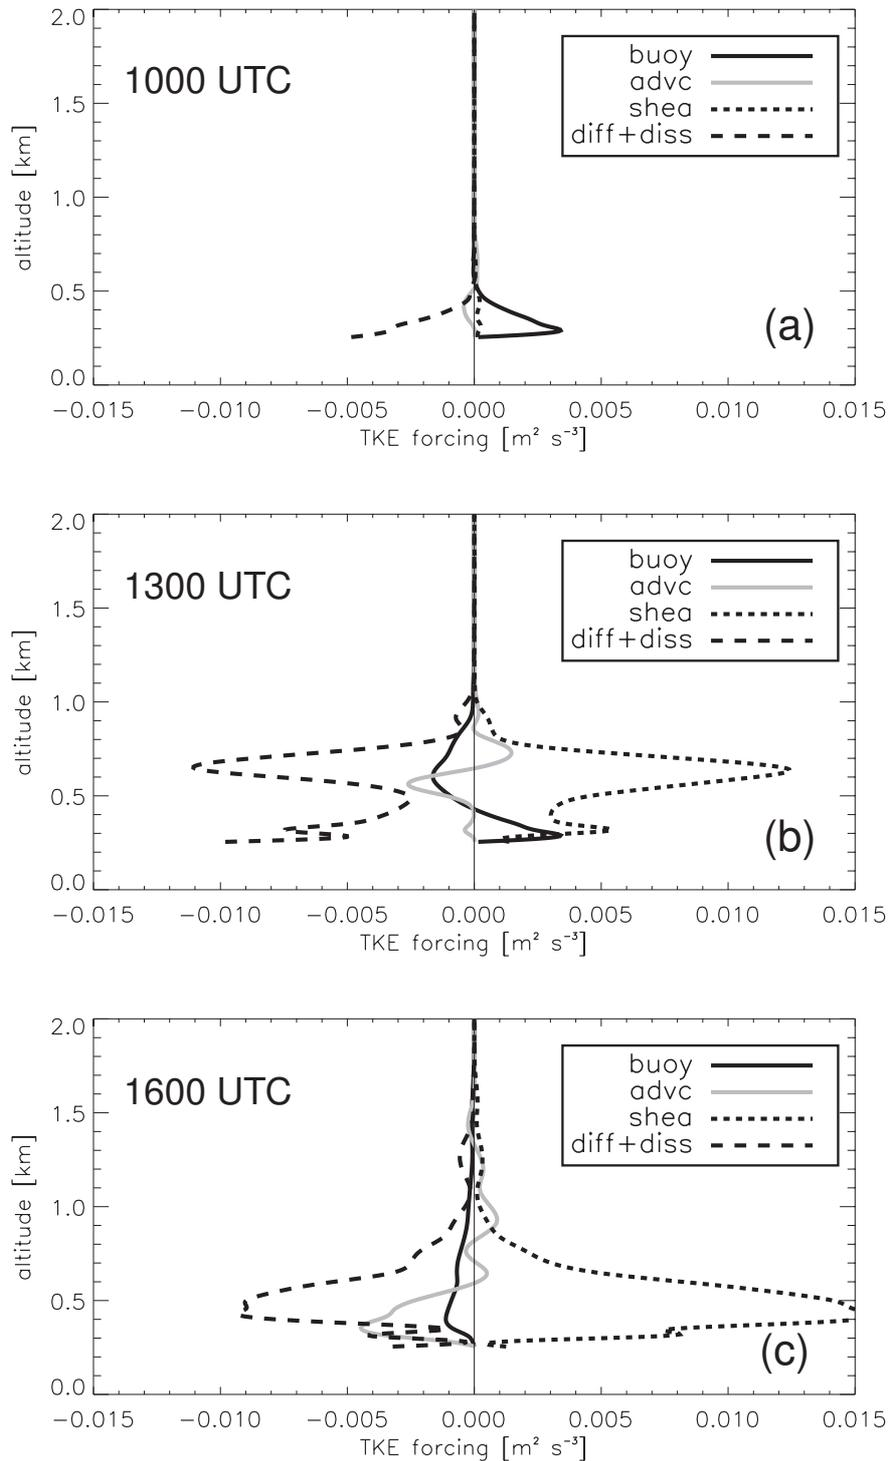 2.0
1000 UTC
buoy
advc
shea
diff+diss
1.5
1.0
0.5
0.0
altitude [km]
(a)
−0.015 −0.010 −0.005 0.000 0.005 0.010 0.015
TKE forcing [m² s⁻³]
2.0
1300 UTC
buoy
advc
shea
diff+diss
1.5
1.0
0.5
0.0
altitude [km]
(b)
−0.015 −0.010 −0.005 0.000 0.005 0.010 0.015
TKE forcing [m² s⁻³]
2.0
1600 UTC
buoy
advc
shea
diff+diss
1.5
1.0
0.5
0.0
altitude [km]
(c)
−0.015 −0.010 −0.005 0.000 0.005 0.010 0.015
TKE forcing [m² s⁻³]